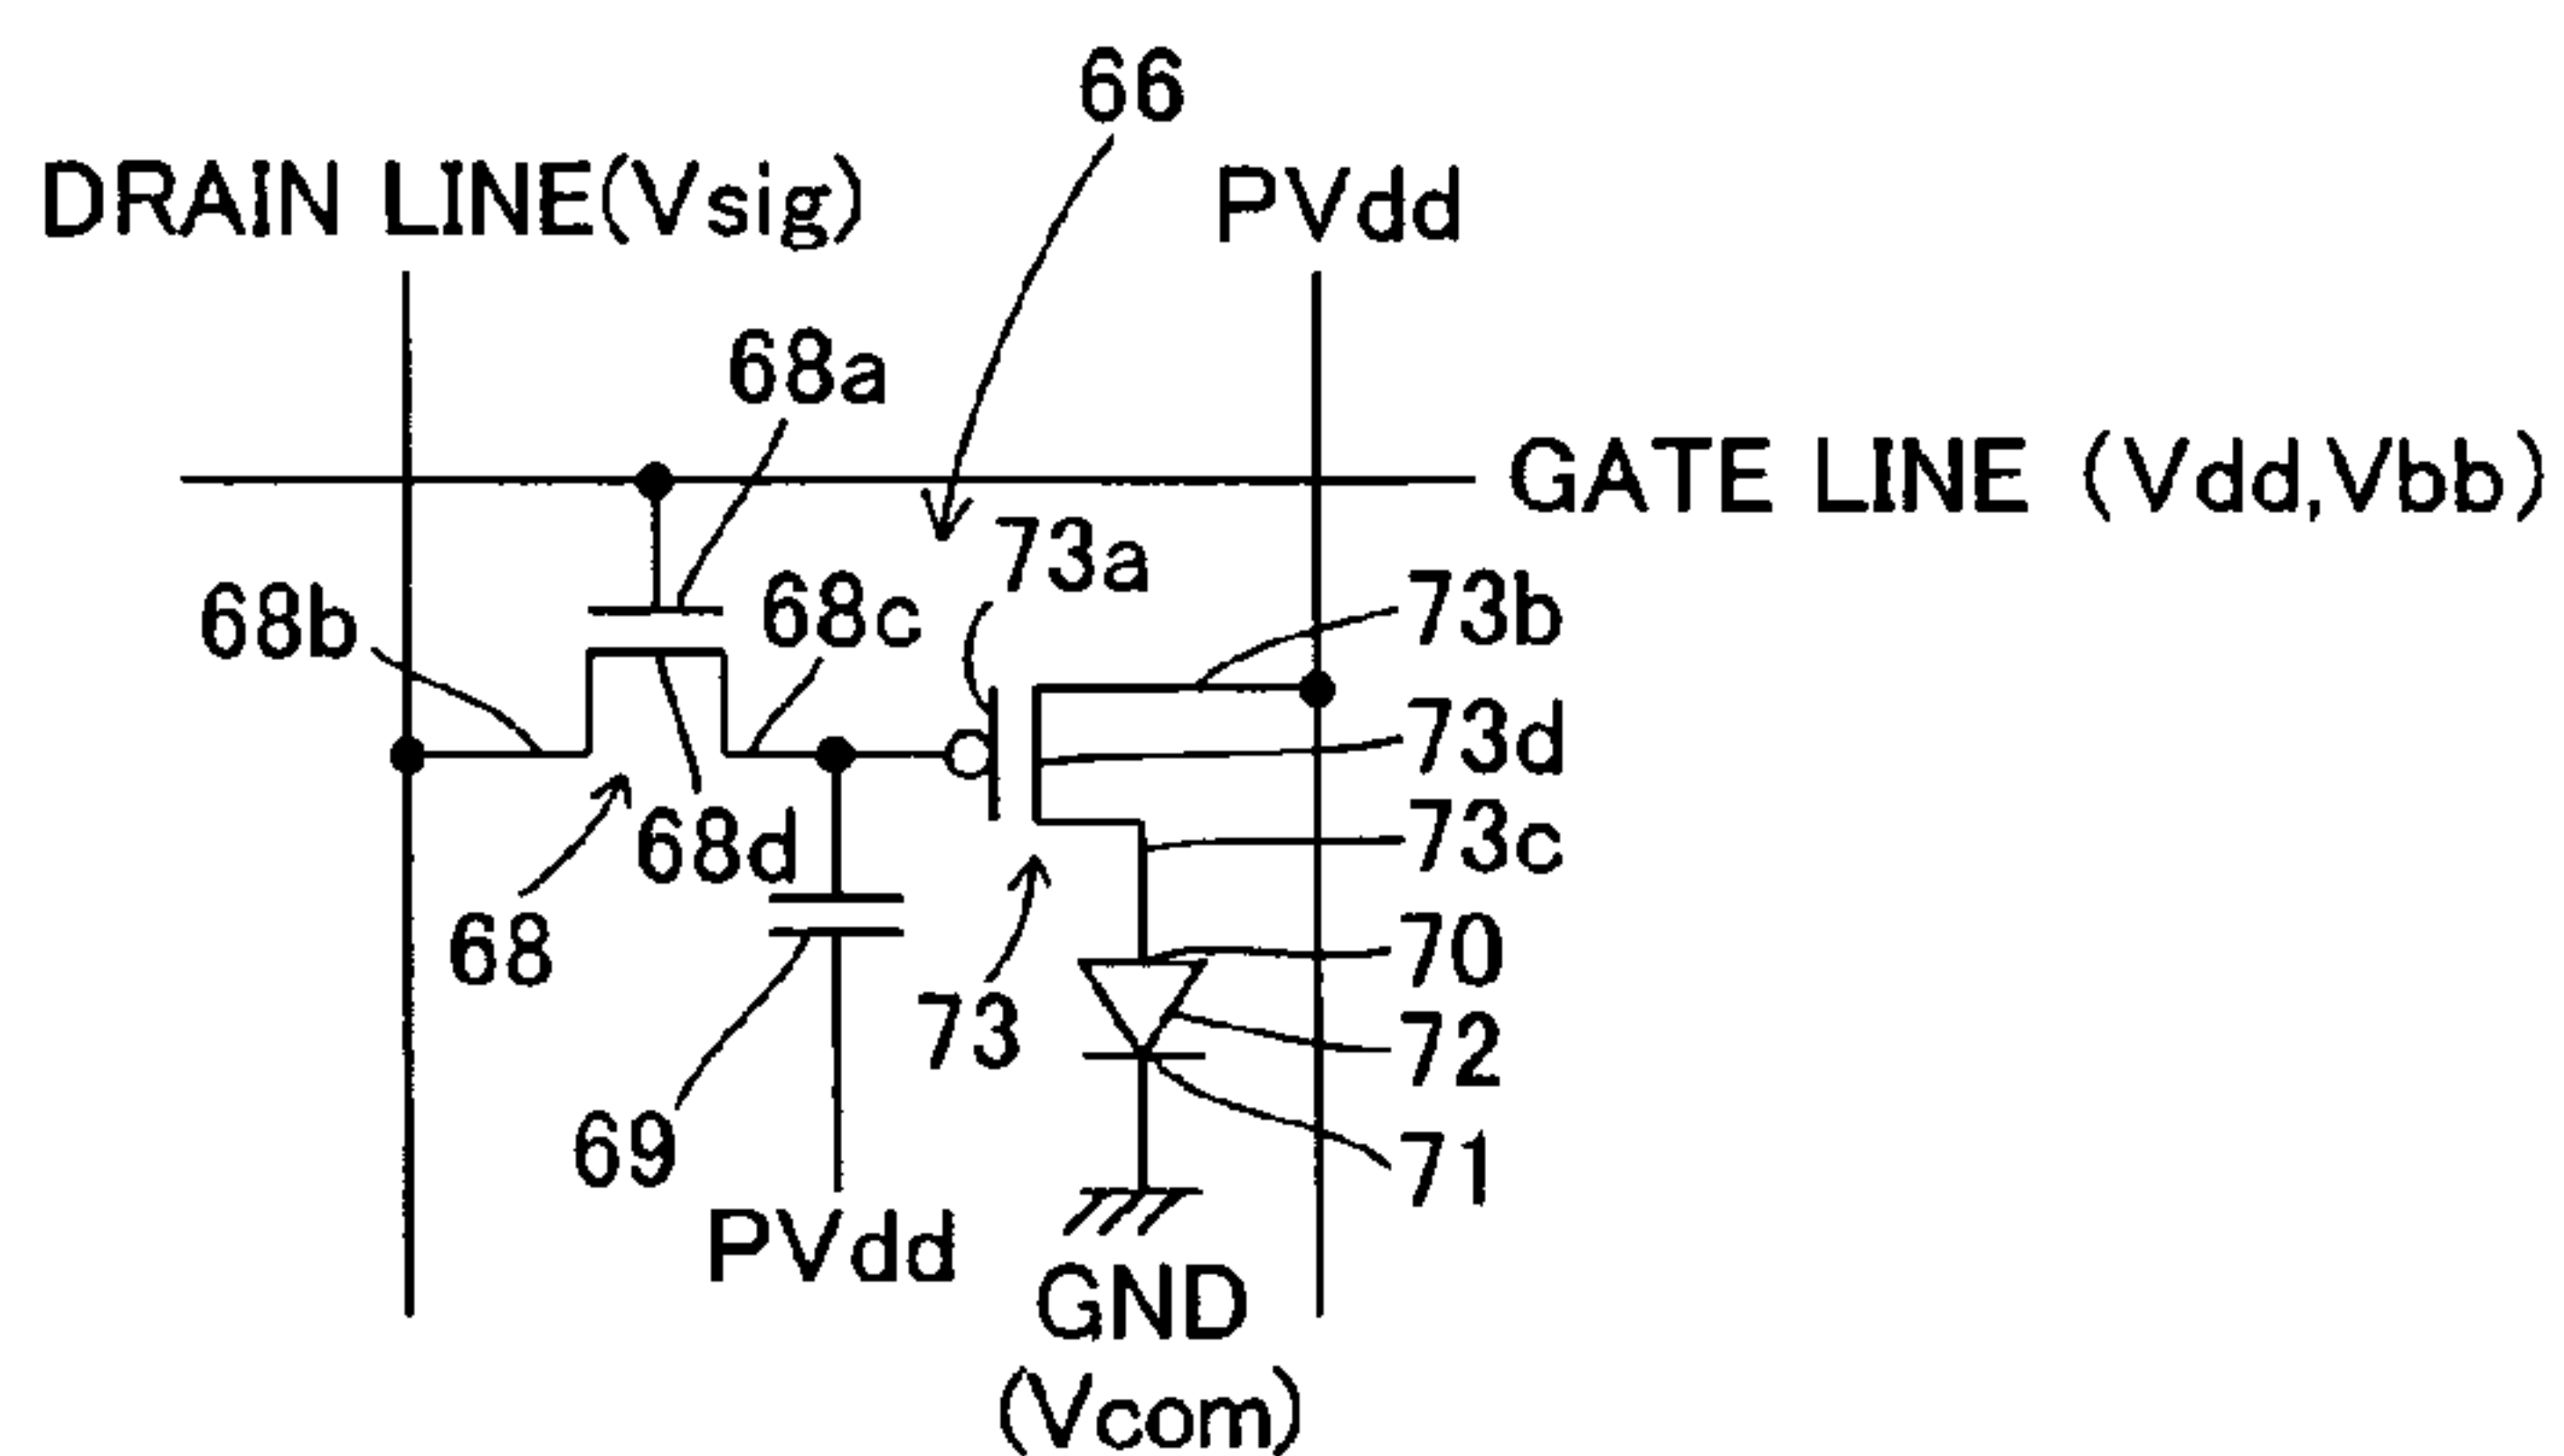 66
DRAIN LINE(Vsig)
PVdd
68a
GATE LINE (Vdd,Vbb)
73a
68b
68c
73b
73d
68d
73c
68
70
73
72
69
71
PVdd
GND
(Vcom)